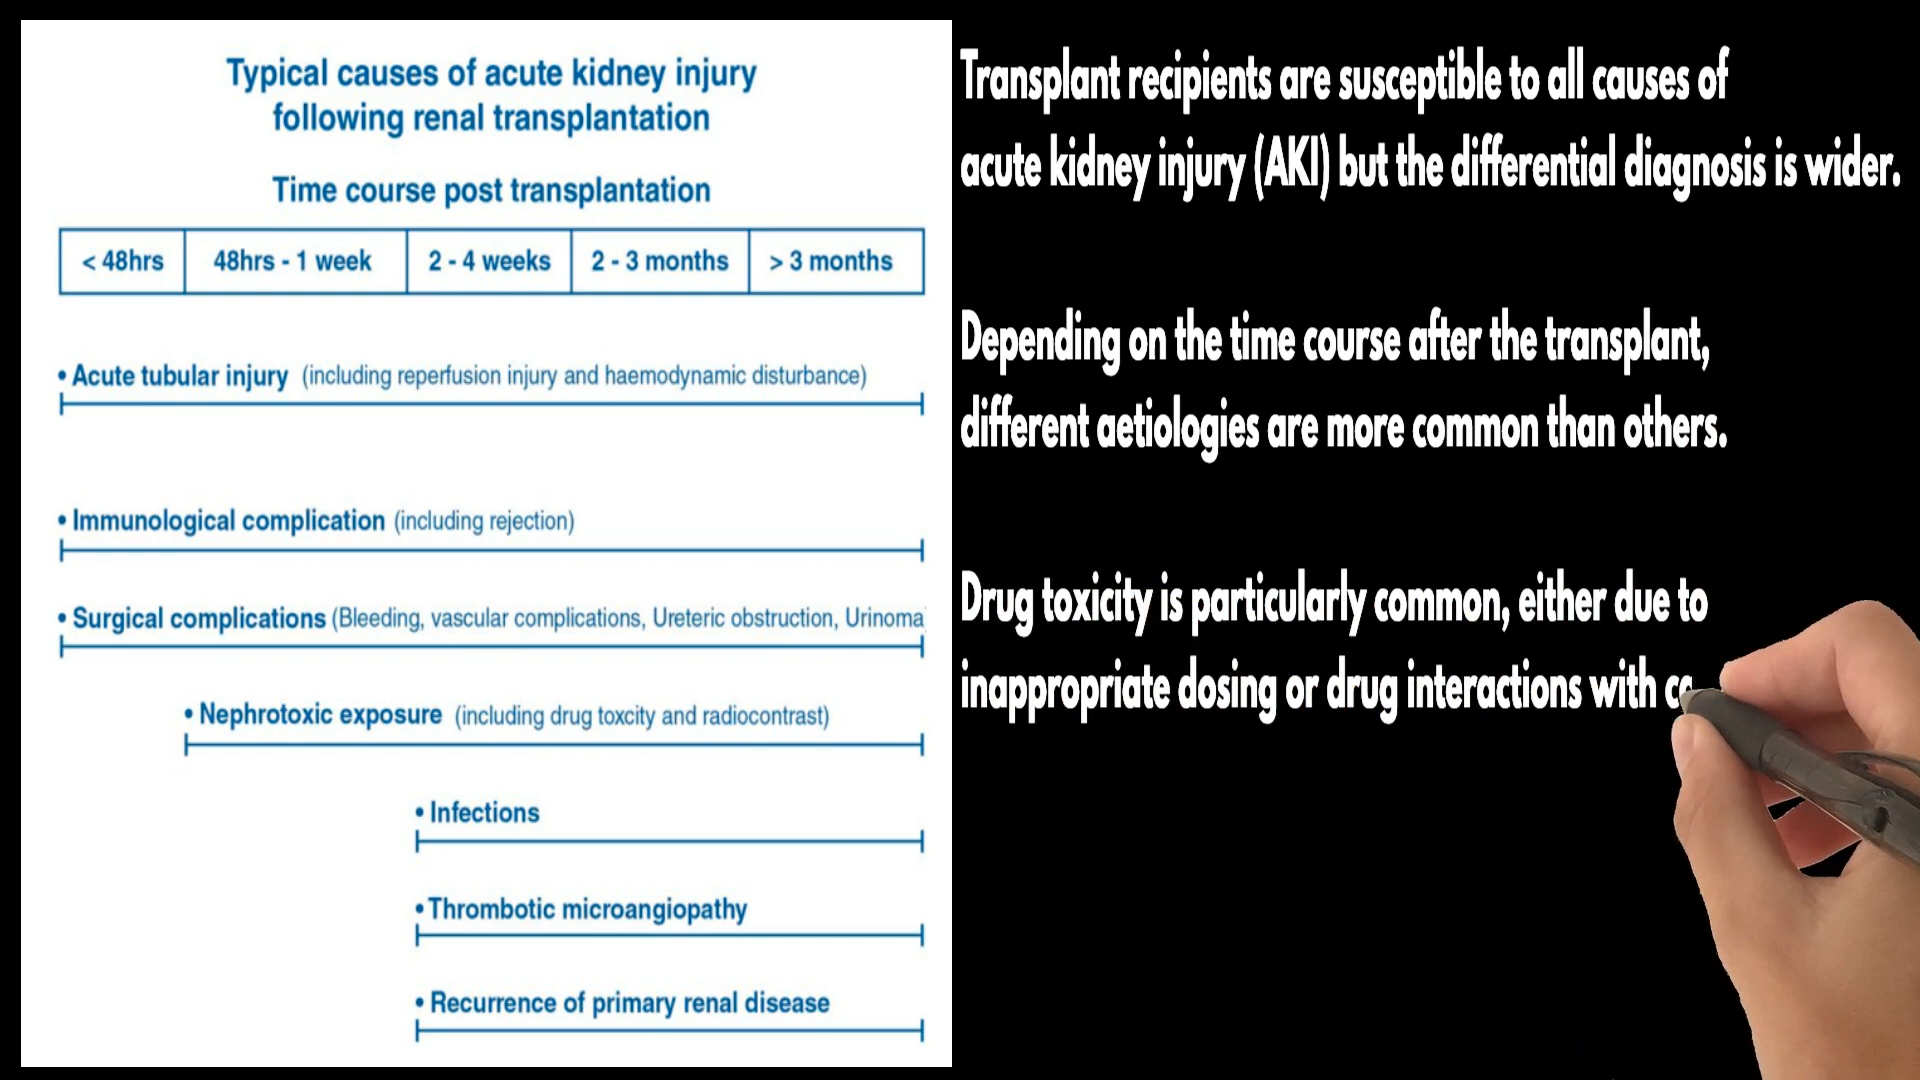 Typical causes of acute kidney injury
following renal transplantation
Time course post transplantation
< 48hrs
48hrs - 1 week
2 - 4 weeks
2 - 3 months
> 3 months
• Acute tubular injury (including reperfusion injury and haemodynamic disturbance)
• Immunological complication (including rejection)
• Surgical complications (Bleeding, vascular complications, Ureteric obstruction, Urinoma
• Nephrotoxic exposure (including drug toxcity and radiocontrast)
• Infections
• Thrombotic microangiopathy
• Recurrence of primary renal disease
Transplant recipients are susceptible to all causes of
acute kidney injury (AKI) but the differential diagnosis is wider.
Depending on the time course after the transplant,
different aetiologies are more common than others.
Drug toxicity is particularly common, either due to
inappropriate dosing or drug interactions with